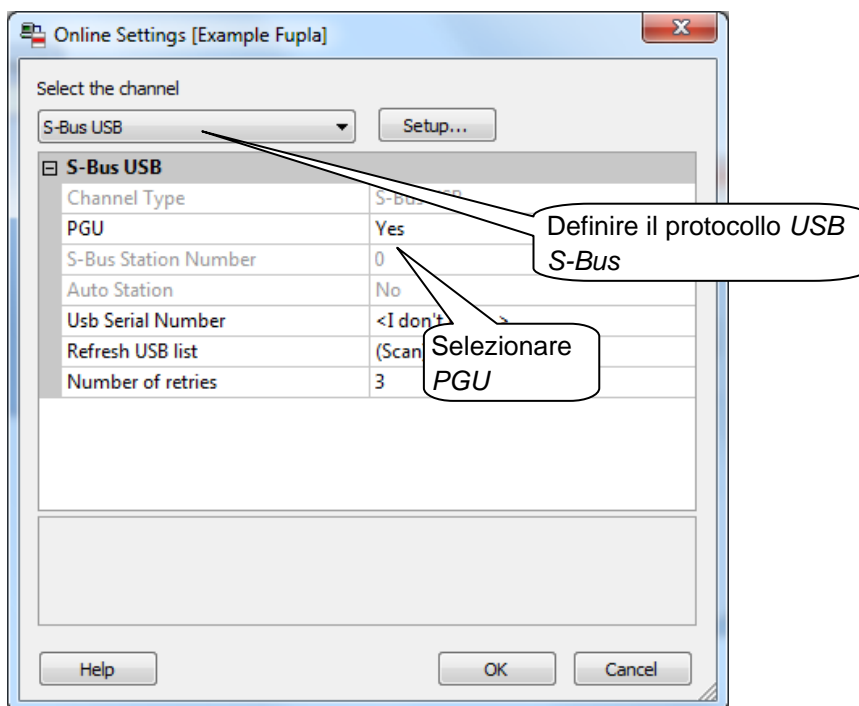 Online Settings [Example Fupla]
Select the channel
S-Bus USB
Setup...
S-Bus USB
Channel Type
PGU Yes
S-Bus Station Number 0
Auto Station No
Usb Serial Number <I don't
Refresh USB list (Scan)
Number of retries 3
Definire il protocollo USB
S-Bus
Selezionare
PGU
Help OK Cancel